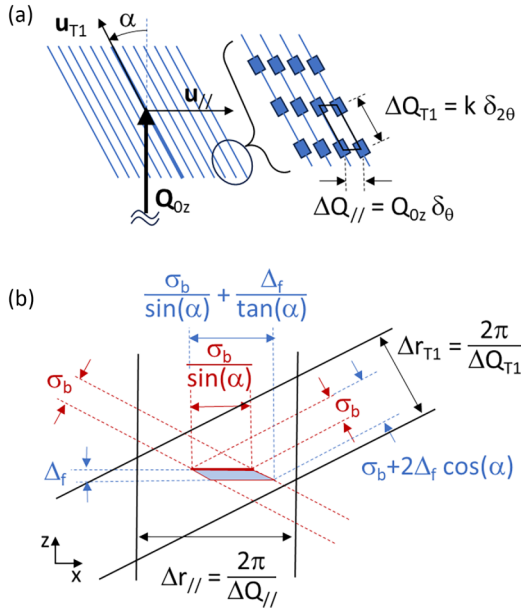 (a)
u_T1
α
u_//
Q_0z
ΔQ_T1 = k δ_2θ
ΔQ_// = Q_0z δ_θ
(b)
σ_b/sin(α) + Δ_f/tan(α)
σ_b/sin(α)
Δr_T1 = 2π/ΔQ_T1
σ_b
σ_b
Δ_f
σ_b+2Δ_f cos(α)
z
x
Δr_// = 2π/ΔQ_//